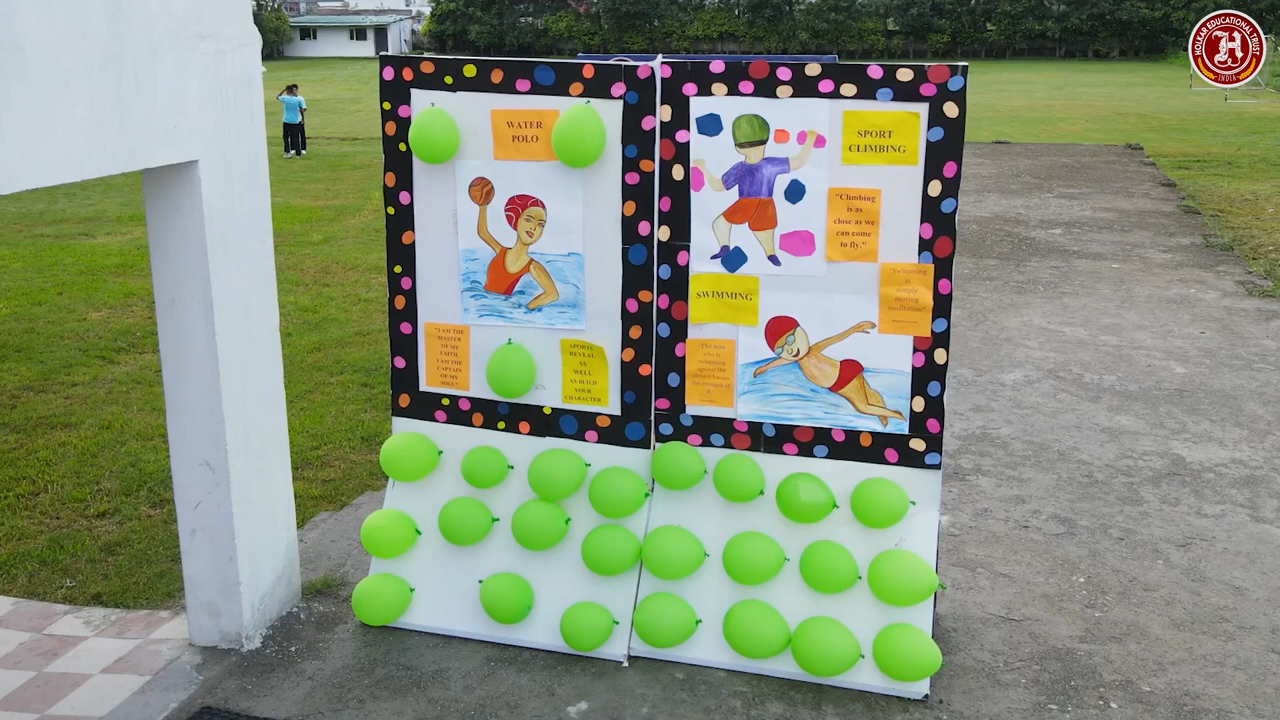 WATER
POLO
"I AM THE
MASTER
OF MY
FAITH,
I AM THE
CAPTAIN
OF MY
SOUL"
SPORTS
REVEAL
AS
WELL
AS BUILD
YOUR
CHARACTER
SPORT
CLIMBING
"Climbing
is as
close as we
can come
to fly."
SWIMMING
"Swimming
is
simply
moving
meditation"
HOLKAR EDUCATIONAL TRUST
H
INDIA